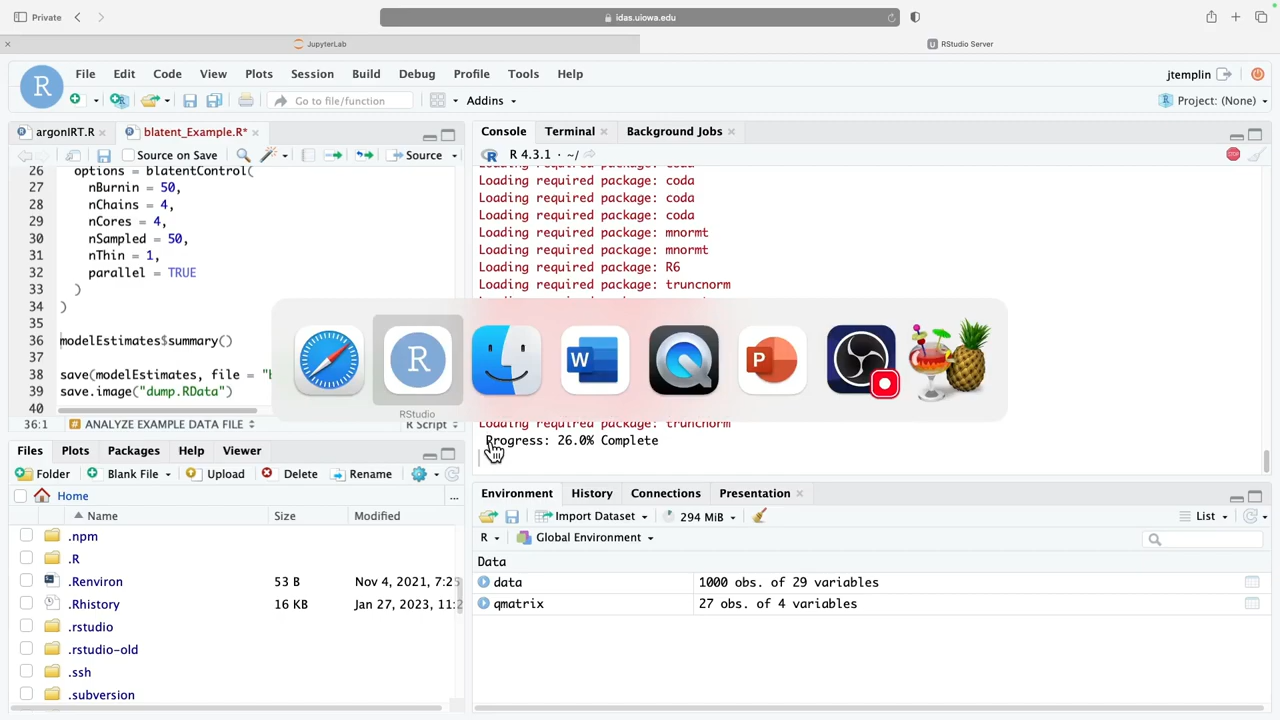 Private
idas.uiowa.edu
JupyterLab
RStudio Server
R
File Edit Code View Plots Session Build Debug Profile Tools Help
jtemplin
Go to file/function
Addins
Project: (None)
argonIRT.R
blatent_Example.R*
Source on Save
Source
26 options = blatentControl(
27 nBurnin = 50,
28 nChains = 4,
29 nCores = 4,
30 nSampled = 50,
31 nThin = 1,
32 parallel = TRUE
33 )
34 )
35
36 modelEstimates$summary()
37
38 save(modelEstimates, file = "b
39 save.image("dump.RData")
40
36:1 ANALYZE EXAMPLE DATA FILE R Script
Console Terminal Background Jobs
R 4.3.1 · ~/
STOP
Loading required package: coda
Loading required package: coda
Loading required package: coda
Loading required package: coda
Loading required package: mnormt
Loading required package: mnormt
Loading required package: R6
Loading required package: truncnorm
R
W
P
RStudio
Loading required package: truncnorm
Progress: 26.0% Complete
Files Plots Packages Help Viewer
Folder Blank File Upload Delete Rename
Home
...
Name Size Modified
.npm
.R
.Renviron 53 B Nov 4, 2021, 7:25
.Rhistory 16 KB Jan 27, 2023, 11:2
.rstudio
.rstudio-old
.ssh
.subversion
Environment History Connections Presentation
Import Dataset 294 MiB List
R Global Environment
Data
data 1000 obs. of 29 variables
qmatrix 27 obs. of 4 variables